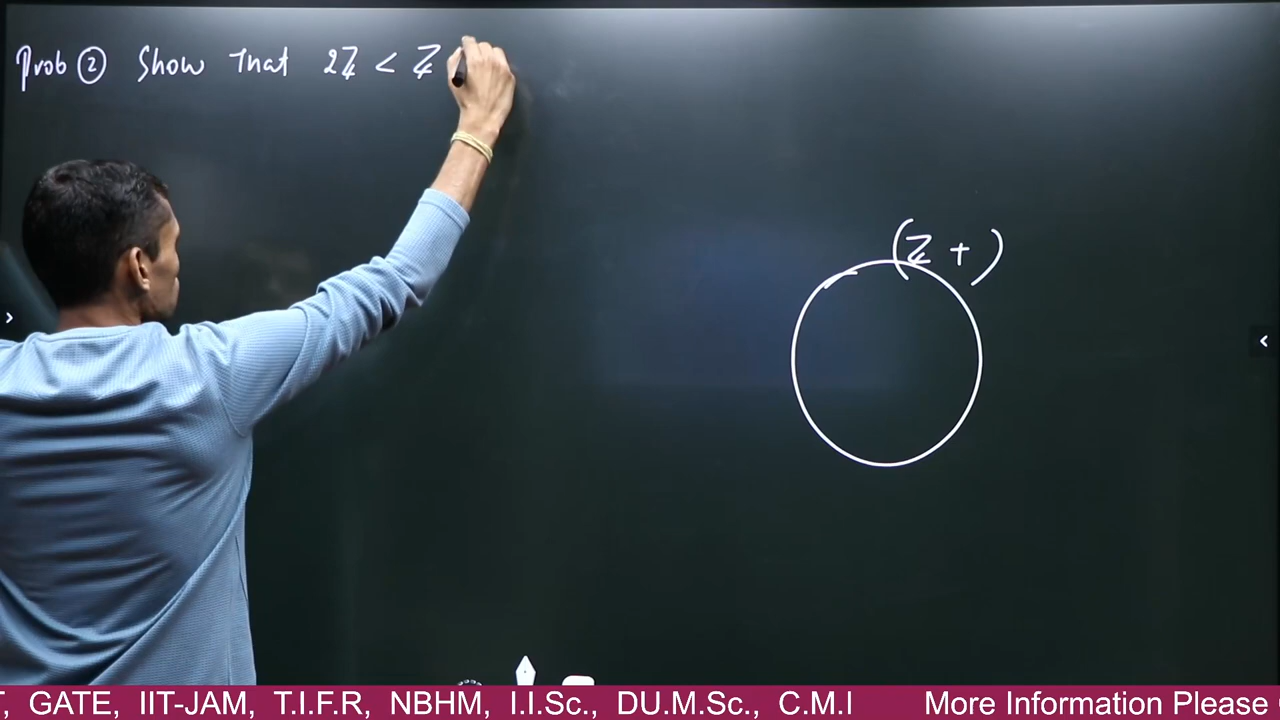 Prob ② Show That 2ℤ < ℤ
(ℤ + )
T, GATE, IIT-JAM, T.I.F.R, NBHM, I.I.Sc., DU.M.Sc., C.M.I More Information Please